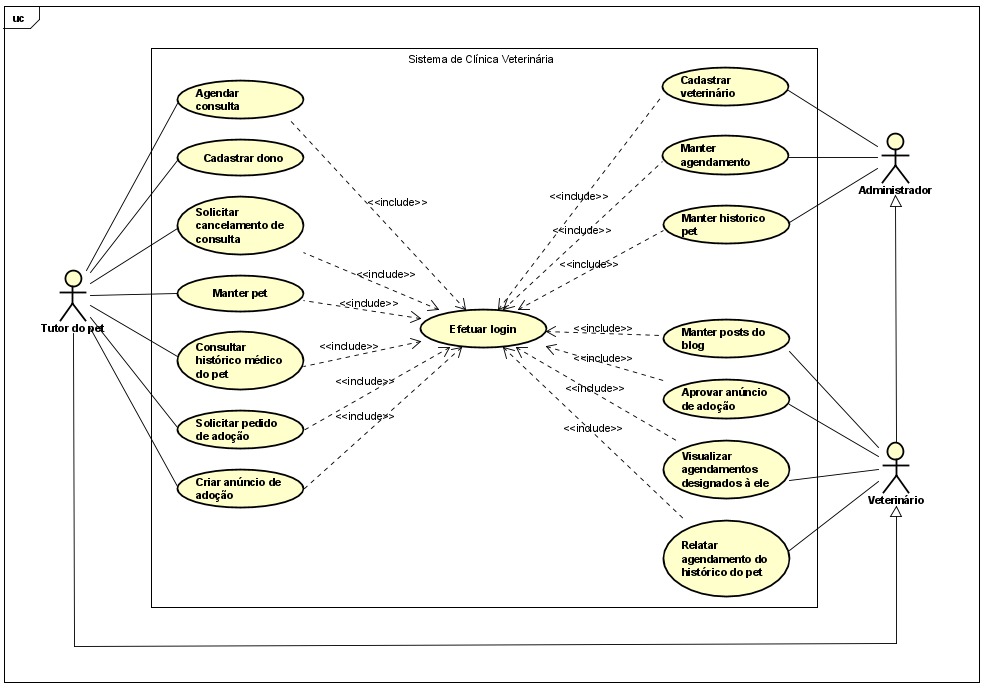 uc
Sistema de Clínica Veterinária
Agendar
consulta
Cadastrar dono
Solicitar
cancelamento de
consulta
Manter pet
Consultar
histórico médico
do pet
Solicitar pedido
de adoção
Criar anúncio de
adoção
Tutor do pet
<<include>>
<<include>>
<<include>>
<<include>>
<<include>>
<<include>>
Efetuar login
<<include>>
<<include>>
<<include>>
<<include>>
<<include>>
<<include>>
<<include>>
Cadastrar
veterinário
Manter
agendamento
Manter historico
pet
Manter posts do
blog
Aprovar anúncio
de adoção
Visualizar
agendamentos
designados à ele
Relatar
agendamento do
histórico do pet
Administrador
Veterinário